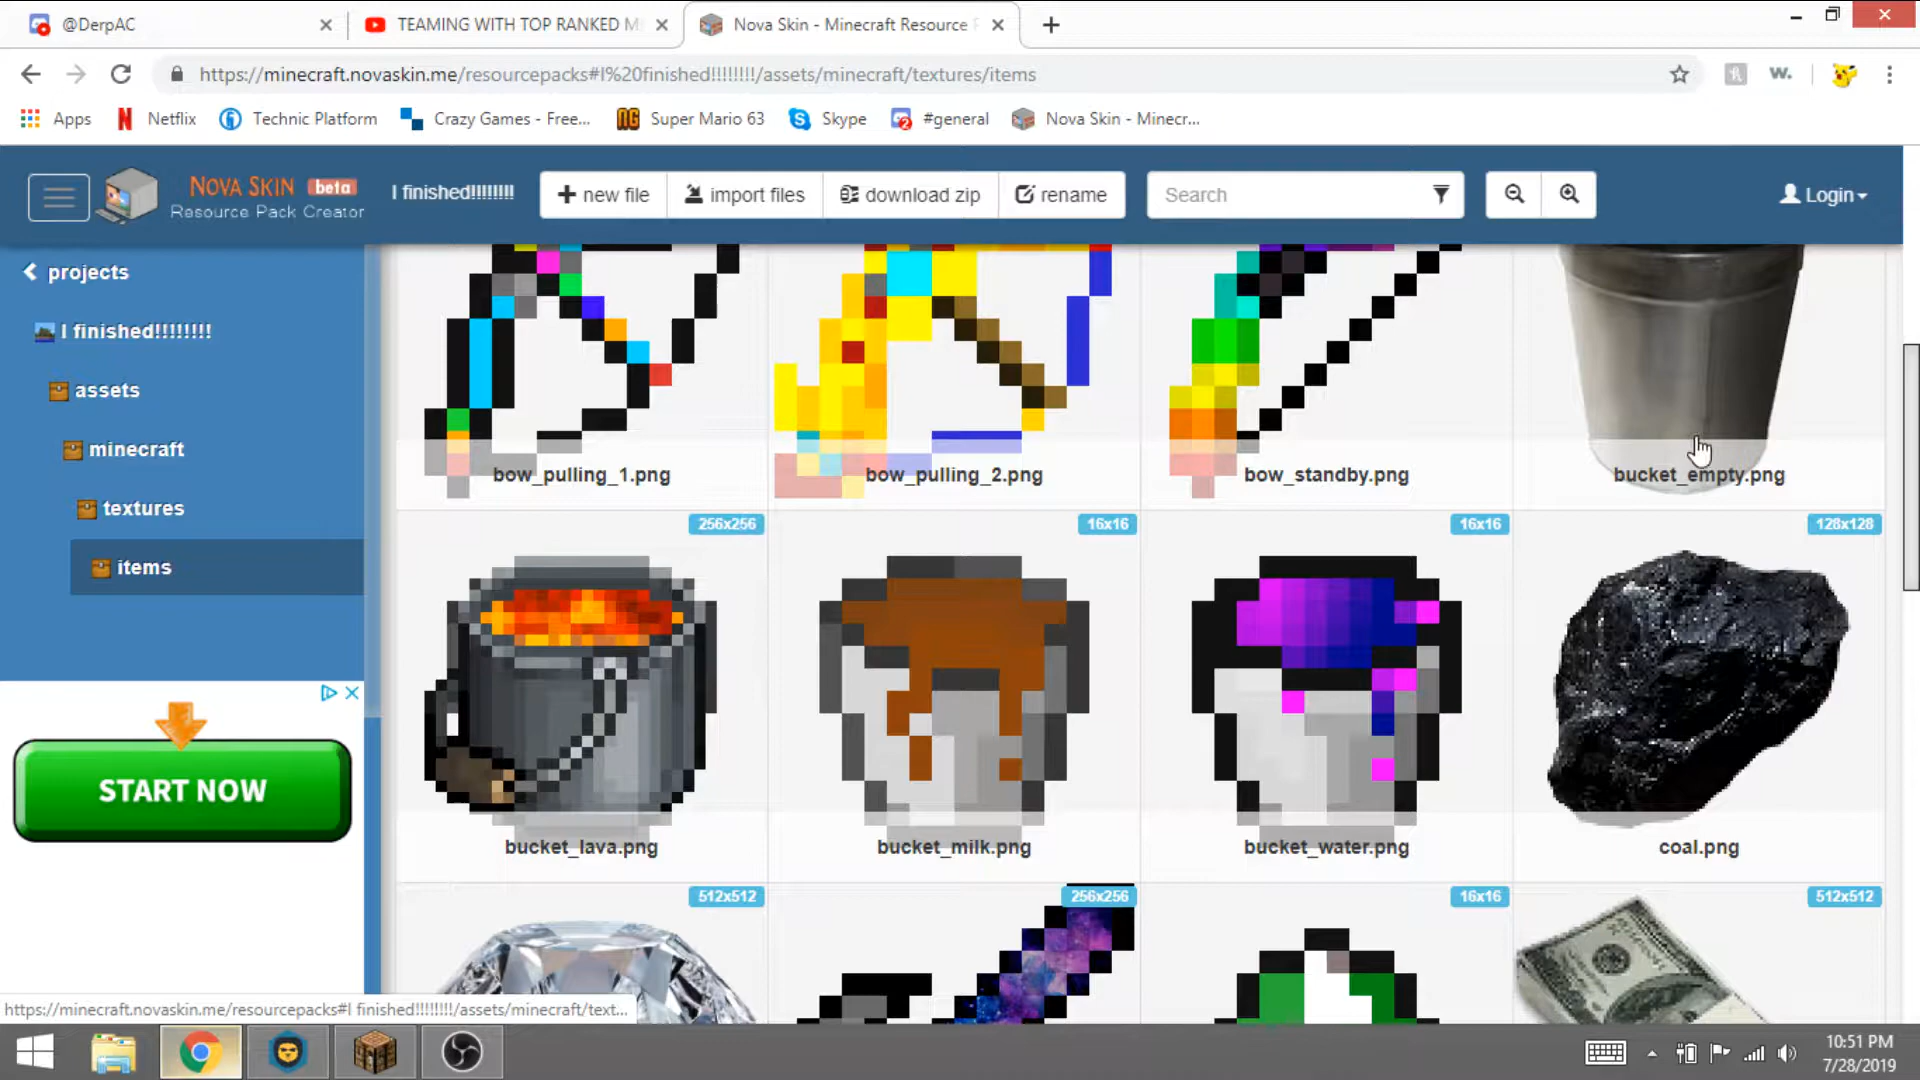 @DerpAC
TEAMING WITH TOP RANKED M
Nova Skin - Minecraft Resource P
https://minecraft.novaskin.me/resourcepacks#I%20finished!!!!!!!!/assets/minecraft/textures/items
Apps
Netflix
Technic Platform
Crazy Games - Free...
Super Mario 63
Skype
#general
Nova Skin - Minecr...
NOVA SKIN beta
Resource Pack Creator
I finished!!!!!!!!
new file
import files
download zip
rename
Search
Login
projects
I finished!!!!!!!!
assets
minecraft
textures
items
START NOW
bow_pulling_1.png
bow_pulling_2.png
bow_standby.png
bucket_empty.png
256x256
16x16
16x16
128x128
bucket_lava.png
bucket_milk.png
bucket_water.png
coal.png
512x512
256x256
16x16
512x512
https://minecraft.novaskin.me/resourcepacks#I finished!!!!!!!!/assets/minecraft/text...
10:51 PM
7/28/2019